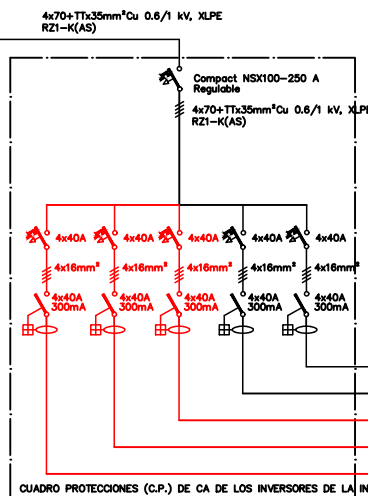 4x70+TTx35mm²Cu 0.6/1 kV, XLPE
RZ1-K(AS)
Compact NSX100-250 A
Regulable
4x70+TTx35mm²Cu 0.6/1 kV, XLPE
RZ1-K(AS)
4x40A 4x40A 4x40A 4x40A 4x40A
4x16mm² 4x16mm² 4x16mm² 4x16mm² 4x16mm²
4x40A 4x40A 4x40A 4x40A 4x40A
300mA 300mA 300mA 300mA 300mA
CUADRO PROTECCIONES (C.P.) DE CA DE LOS INVERSORES DE LA IN